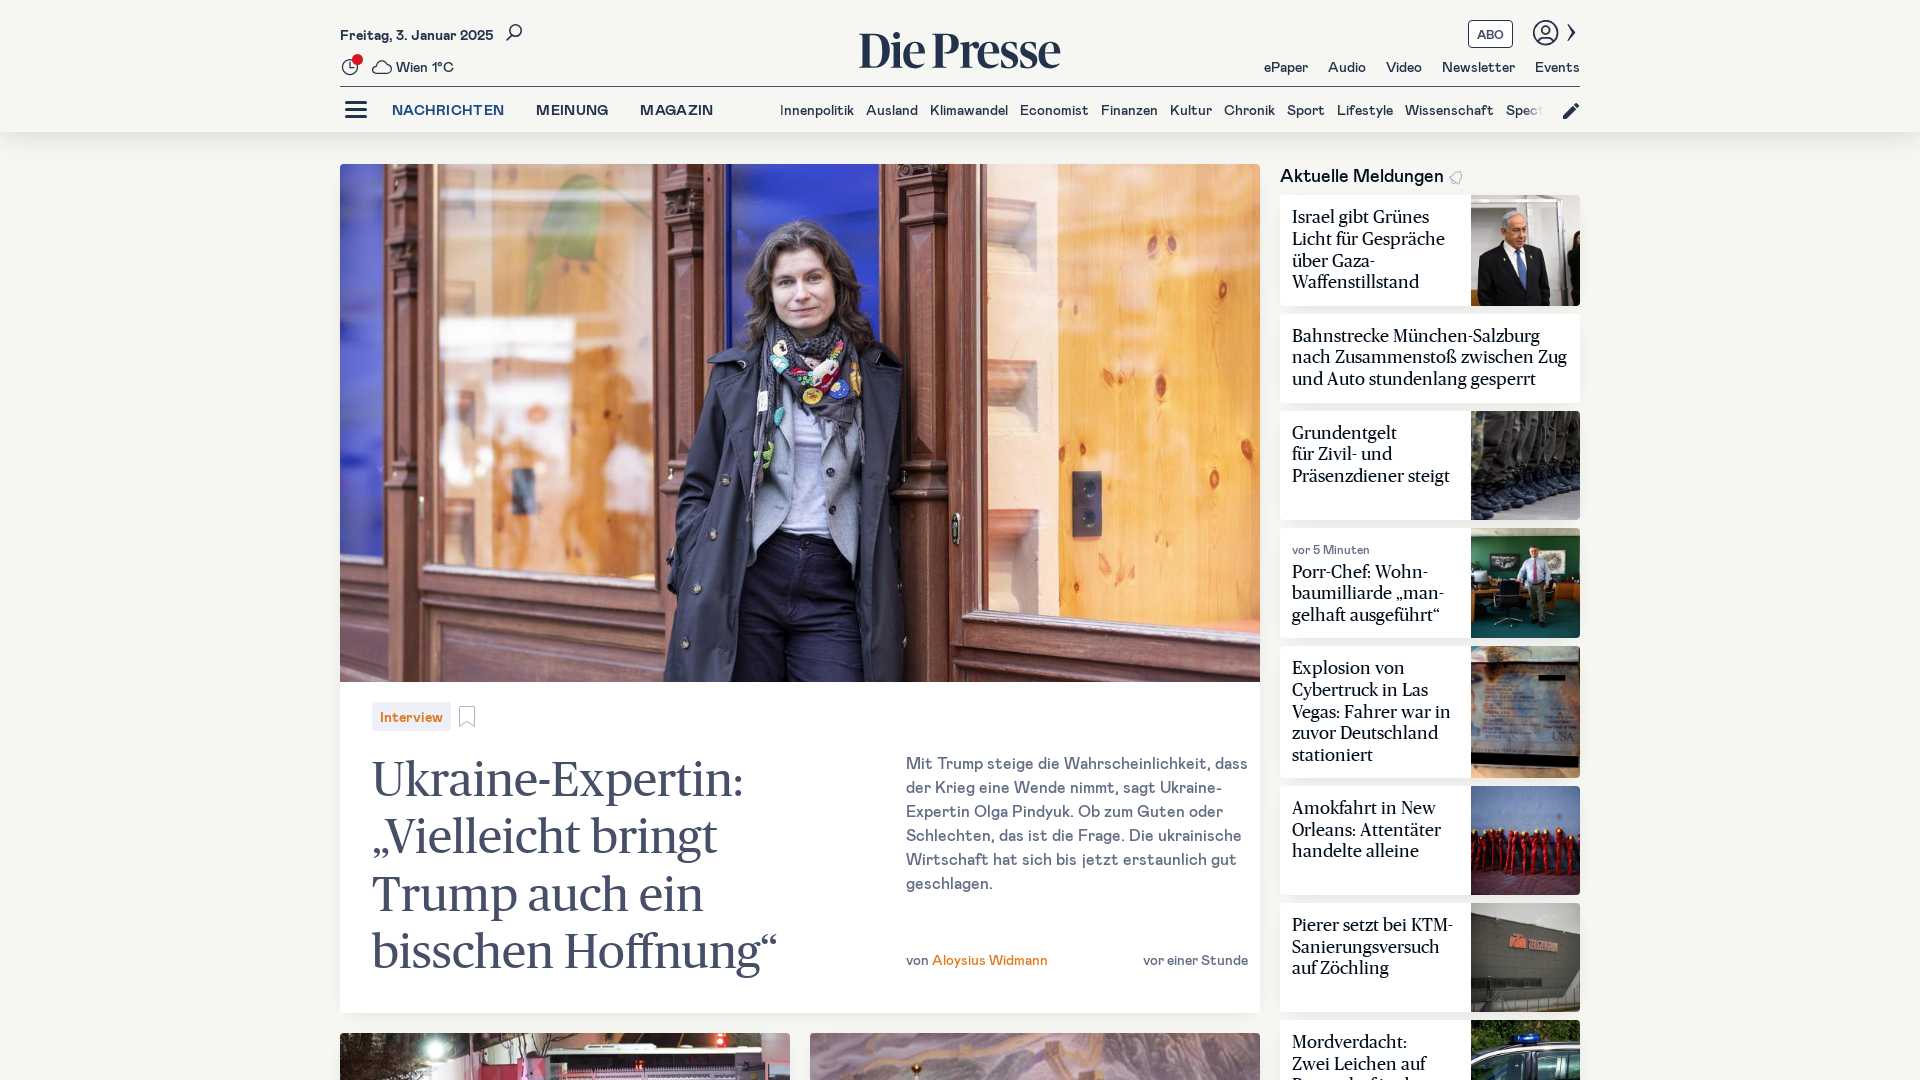 Freitag, 3. Januar 2025
Wien 1°C
Die Presse
ABO
ePaper Audio Video Newsletter Events
NACHRICHTEN MEINUNG MAGAZIN
Innenpolitik Ausland Klimawandel Economist Finanzen Kultur Chronik Sport Lifestyle Wissenschaft
Interview
Ukraine-Expertin:
„Vielleicht bringt
Trump auch ein
bisschen Hoffnung“
Mit Trump steige die Wahrscheinlichkeit, dass
der Krieg eine Wende nimmt, sagt Ukraine-
Expertin Olga Pindyuk. Ob zum Guten oder
Schlechten, das ist die Frage. Die ukrainische
Wirtschaft hat sich bis jetzt erstaunlich gut
geschlagen.
von Aloysius Widmann
vor einer Stunde
Aktuelle Meldungen
Israel gibt Grünes
Licht für Gespräche
über Gaza-
Waffenstillstand
Bahnstrecke München-Salzburg
nach Zusammenstoß zwischen Zug
und Auto stundenlang gesperrt
Grundentgelt
für Zivil- und
Präsenzdiener steigt
vor 5 Minuten
Porr-Chef: Wohn-
baumilliarde „man-
gelhaft ausgeführt“
Explosion von
Cybertruck in Las
Vegas: Fahrer war in
zuvor Deutschland
stationiert
USA
Amokfahrt in New
Orleans: Attentäter
handelte alleine
Pierer setzt bei KTM-
Sanierungsversuch
auf Zöchling
Mordverdacht:
Zwei Leichen auf